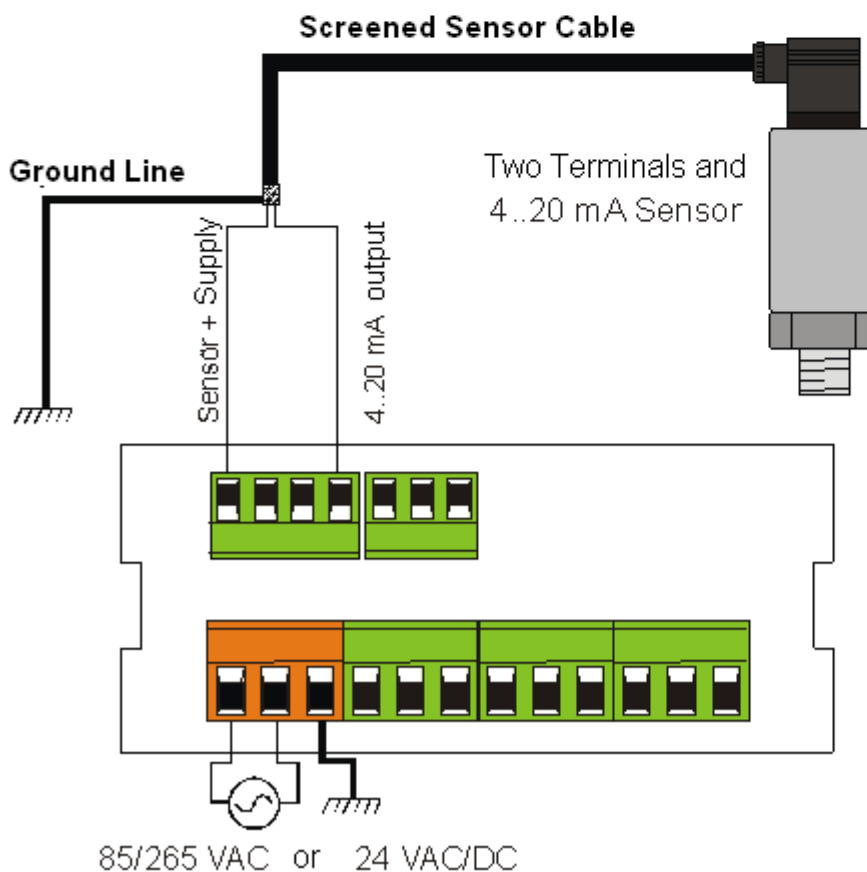 Screened Sensor Cable
Ground Line
Two Terminals and
4..20 mA Sensor
Sensor + Supply
4..20 mA output
85/265 VAC or 24 VAC/DC